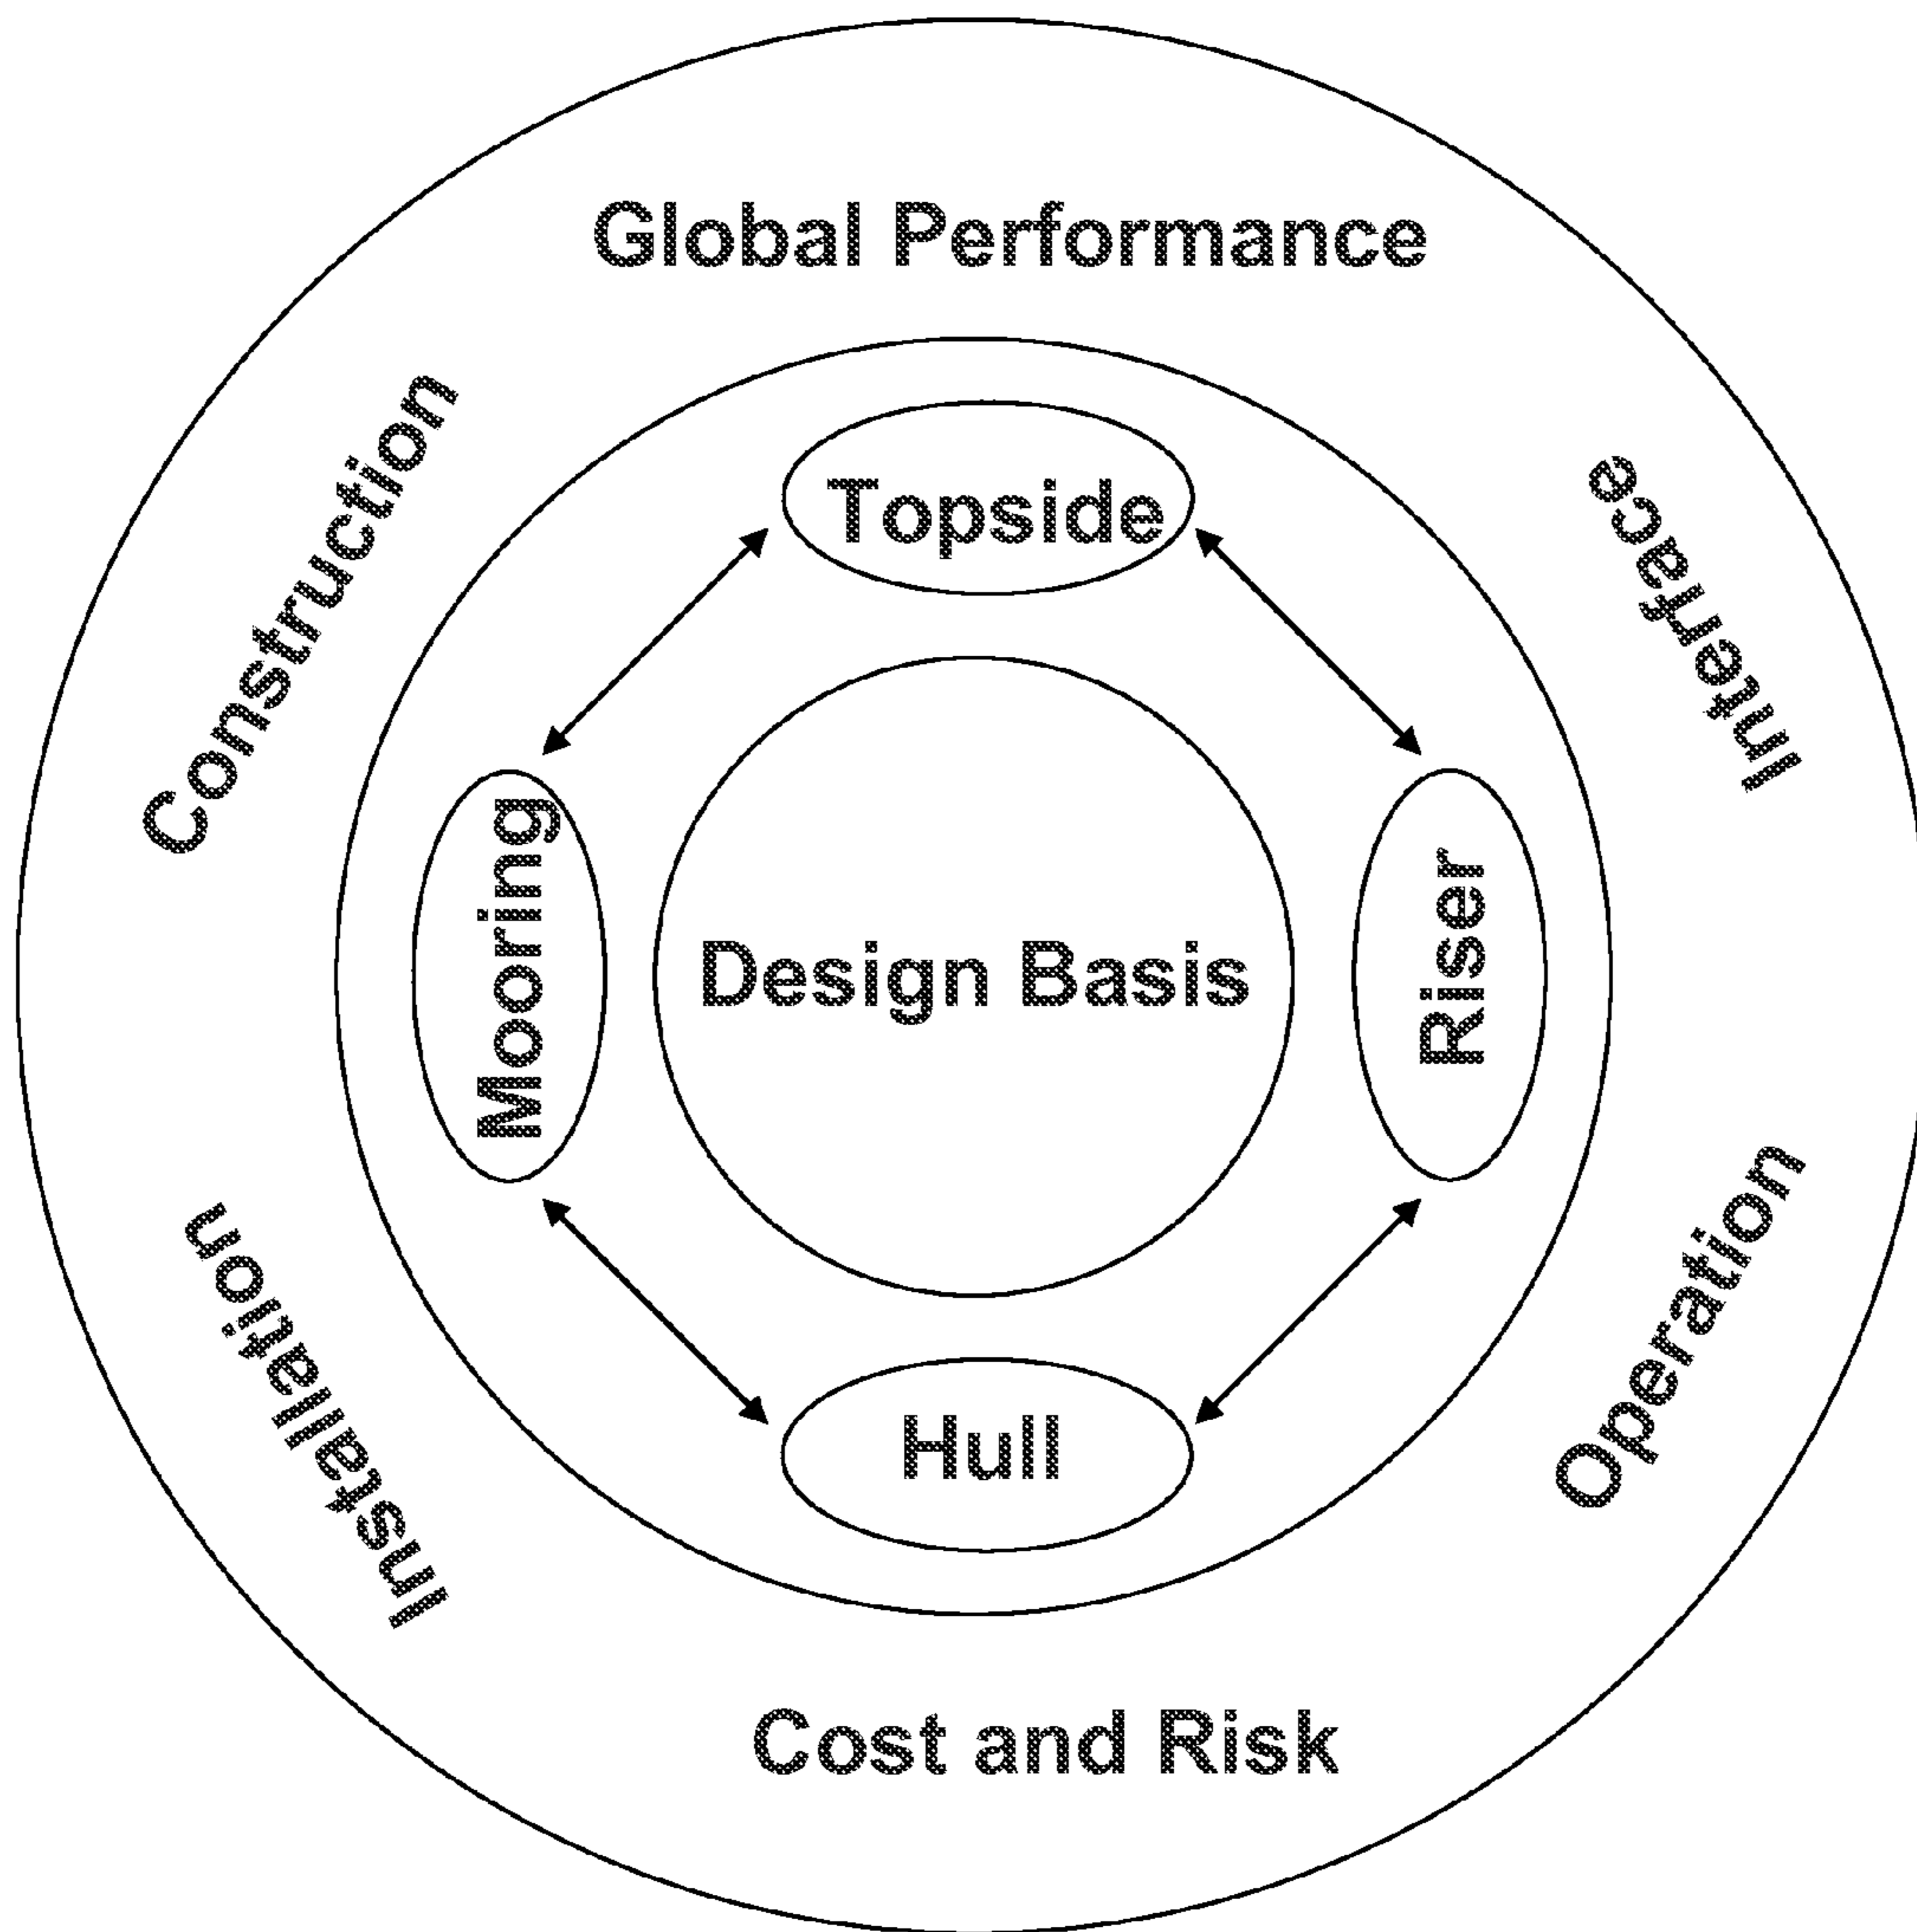 Global Performance
Construction
Interface
Topside
Mooring
Design Basis
Riser
Hull
Installation
Operation
Cost and Risk